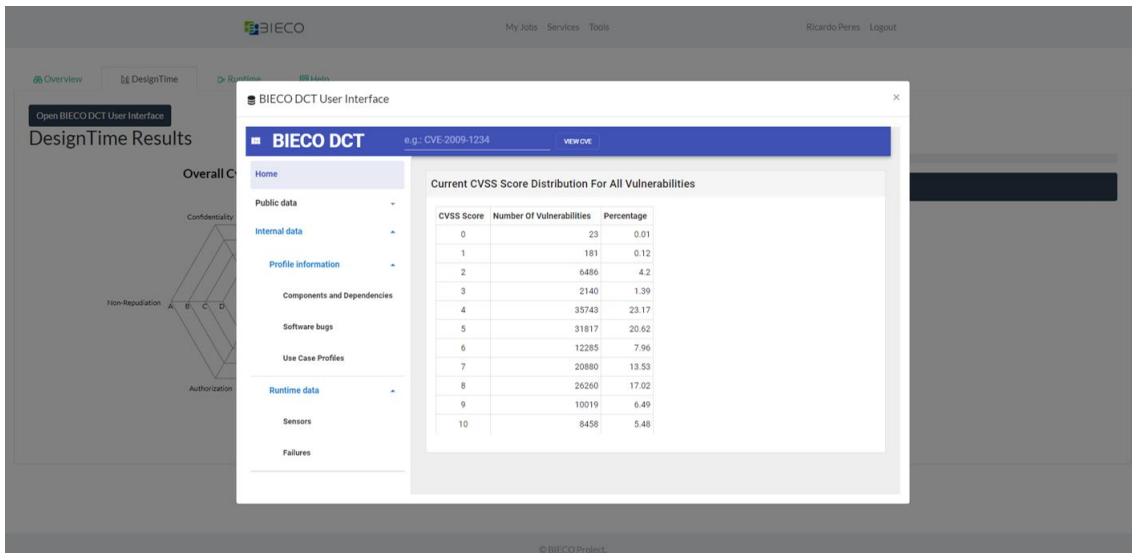 BIECO
My Jobs Services Tools
Ricardo Peres Logout
Overview DesignTime Runtime Help
BIECO DCT User Interface ×
Open BIECO DCT User Interface
DesignTime Results
BIECO DCT e.g.: CVE-2009-1234 VIEW CVE
Overall
Home
Current CVSS Score Distribution For All Vulnerabilities
Public data
CVSS Score Number Of Vulnerabilities Percentage
Confidentiality
Internal data
0 23 0.01
1 181 0.12
Profile information
2 6486 4.2
3 2140 1.39
Components and Dependencies
Non-Repudiation A B C D
4 35743 23.17
Software bugs
5 31817 20.62
6 12285 7.96
Use Case Profiles
7 20880 13.53
8 26260 17.02
Authorization
Runtime data
9 10019 6.49
Sensors
10 8458 5.48
Failures
© BIECO Project.